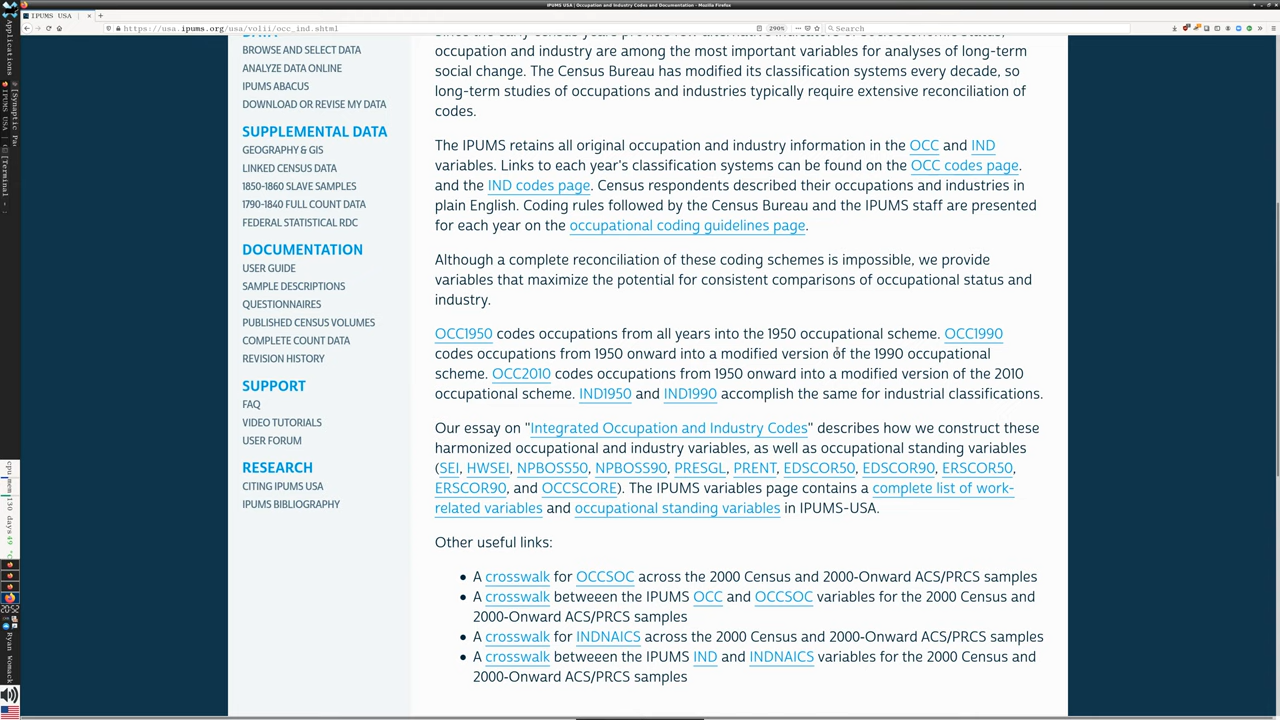 IPUMS USA | Occupation and Industry Codes and Documentation - Mozilla Firefox
Applications
IPUMS USA |
https://usa.ipums.org/usa/volii/occ_ind.shtml
290%
Search
BROWSE AND SELECT DATA
ANALYZE DATA ONLINE
IPUMS ABACUS
DOWNLOAD OR REVISE MY DATA
SUPPLEMENTAL DATA
GEOGRAPHY & GIS
LINKED CENSUS DATA
1850-1860 SLAVE SAMPLES
1790-1840 FULL COUNT DATA
FEDERAL STATISTICAL RDC
DOCUMENTATION
USER GUIDE
SAMPLE DESCRIPTIONS
QUESTIONNAIRES
PUBLISHED CENSUS VOLUMES
COMPLETE COUNT DATA
REVISION HISTORY
SUPPORT
FAQ
VIDEO TUTORIALS
USER FORUM
RESEARCH
CITING IPUMS USA
IPUMS BIBLIOGRAPHY
occupation and industry are among the most important variables for analyses of long-term
social change. The Census Bureau has modified its classification systems every decade, so
long-term studies of occupations and industries typically require extensive reconciliation of
codes.
The IPUMS retains all original occupation and industry information in the OCC and IND
variables. Links to each year's classification systems can be found on the OCC codes page.
and the IND codes page. Census respondents described their occupations and industries in
plain English. Coding rules followed by the Census Bureau and the IPUMS staff are presented
for each year on the occupational coding guidelines page.
Although a complete reconciliation of these coding schemes is impossible, we provide
variables that maximize the potential for consistent comparisons of occupational status and
industry.
OCC1950 codes occupations from all years into the 1950 occupational scheme. OCC1990
codes occupations from 1950 onward into a modified version of the 1990 occupational
scheme. OCC2010 codes occupations from 1950 onward into a modified version of the 2010
occupational scheme. IND1950 and IND1990 accomplish the same for industrial classifications.
Our essay on "Integrated Occupation and Industry Codes" describes how we construct these
harmonized occupational and industry variables, as well as occupational standing variables
(SEI, HWSEI, NPBOSS50, NPBOSS90, PRESGL, PRENT, EDSCOR50, EDSCOR90, ERSCOR50,
ERSCOR90, and OCCSCORE). The IPUMS variables page contains a complete list of work-
related variables and occupational standing variables in IPUMS-USA.
Other useful links:
• A crosswalk for OCCSOC across the 2000 Census and 2000-Onward ACS/PRCS samples
• A crosswalk betweeen the IPUMS OCC and OCCSOC variables for the 2000 Census and
2000-Onward ACS/PRCS samples
• A crosswalk for INDNAICS across the 2000 Census and 2000-Onward ACS/PRCS samples
• A crosswalk betweeen the IPUMS IND and INDNAICS variables for the 2000 Census and
2000-Onward ACS/PRCS samples
20:52
Ryan Womack